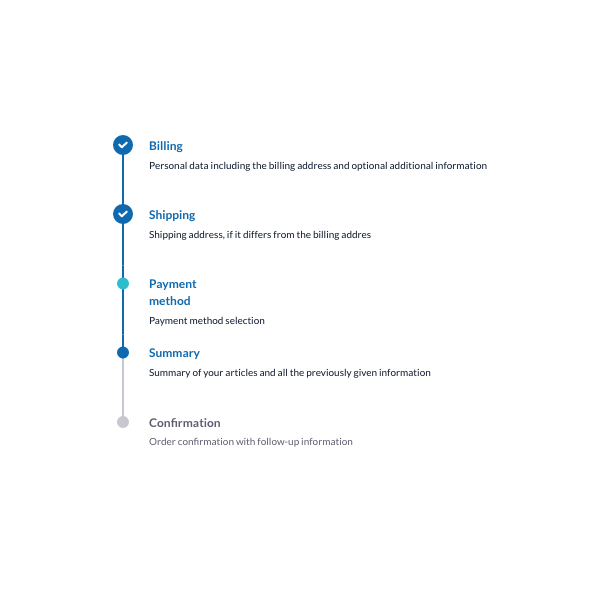 Billing
Personal data including the billing address and optional additional information
Shipping
Shipping address, if it differs from the billing addres
Payment
method
Payment method selection
Summary
Summary of your articles and all the previously given information
Confirmation
Order confirmation with follow-up information